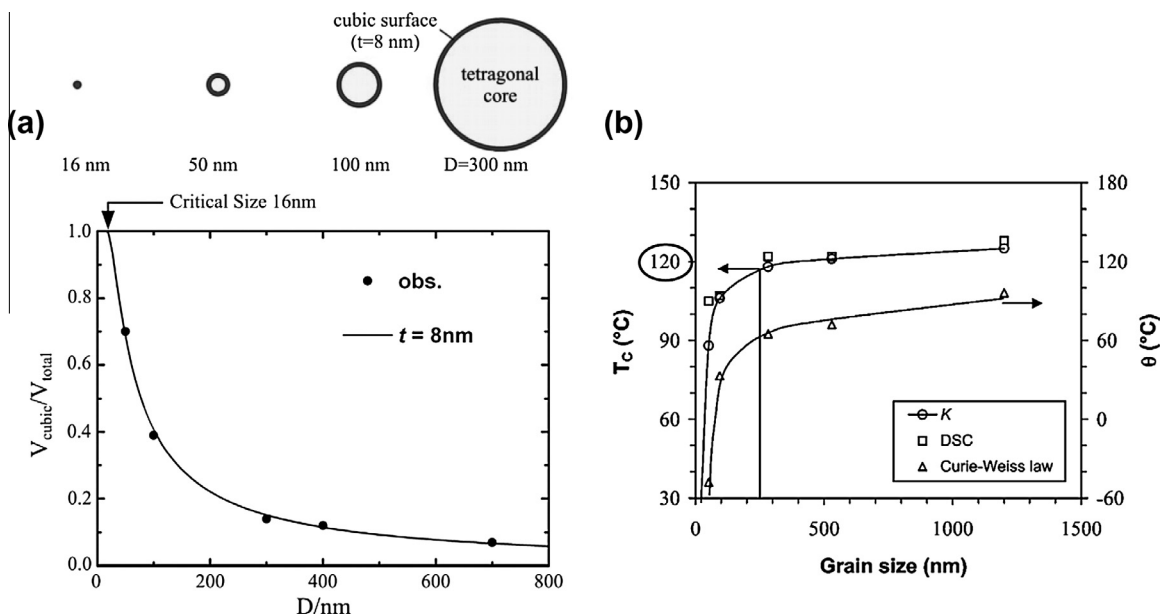 cubic surface
(t=8 nm)
tetragonal
core
(a)
16 nm
50 nm
100 nm
D=300 nm
Critical Size 16nm
1.0
0.8
0.6
0.4
0.2
0.0
V_cubic/V_total
obs.
t = 8nm
0
200
400
600
800
D/nm
(b)
150
120
90
60
30
T_C (°C)
180
120
60
0
-60
θ (°C)
K
DSC
Curie-Weiss law
0
500
1000
1500
Grain size (nm)